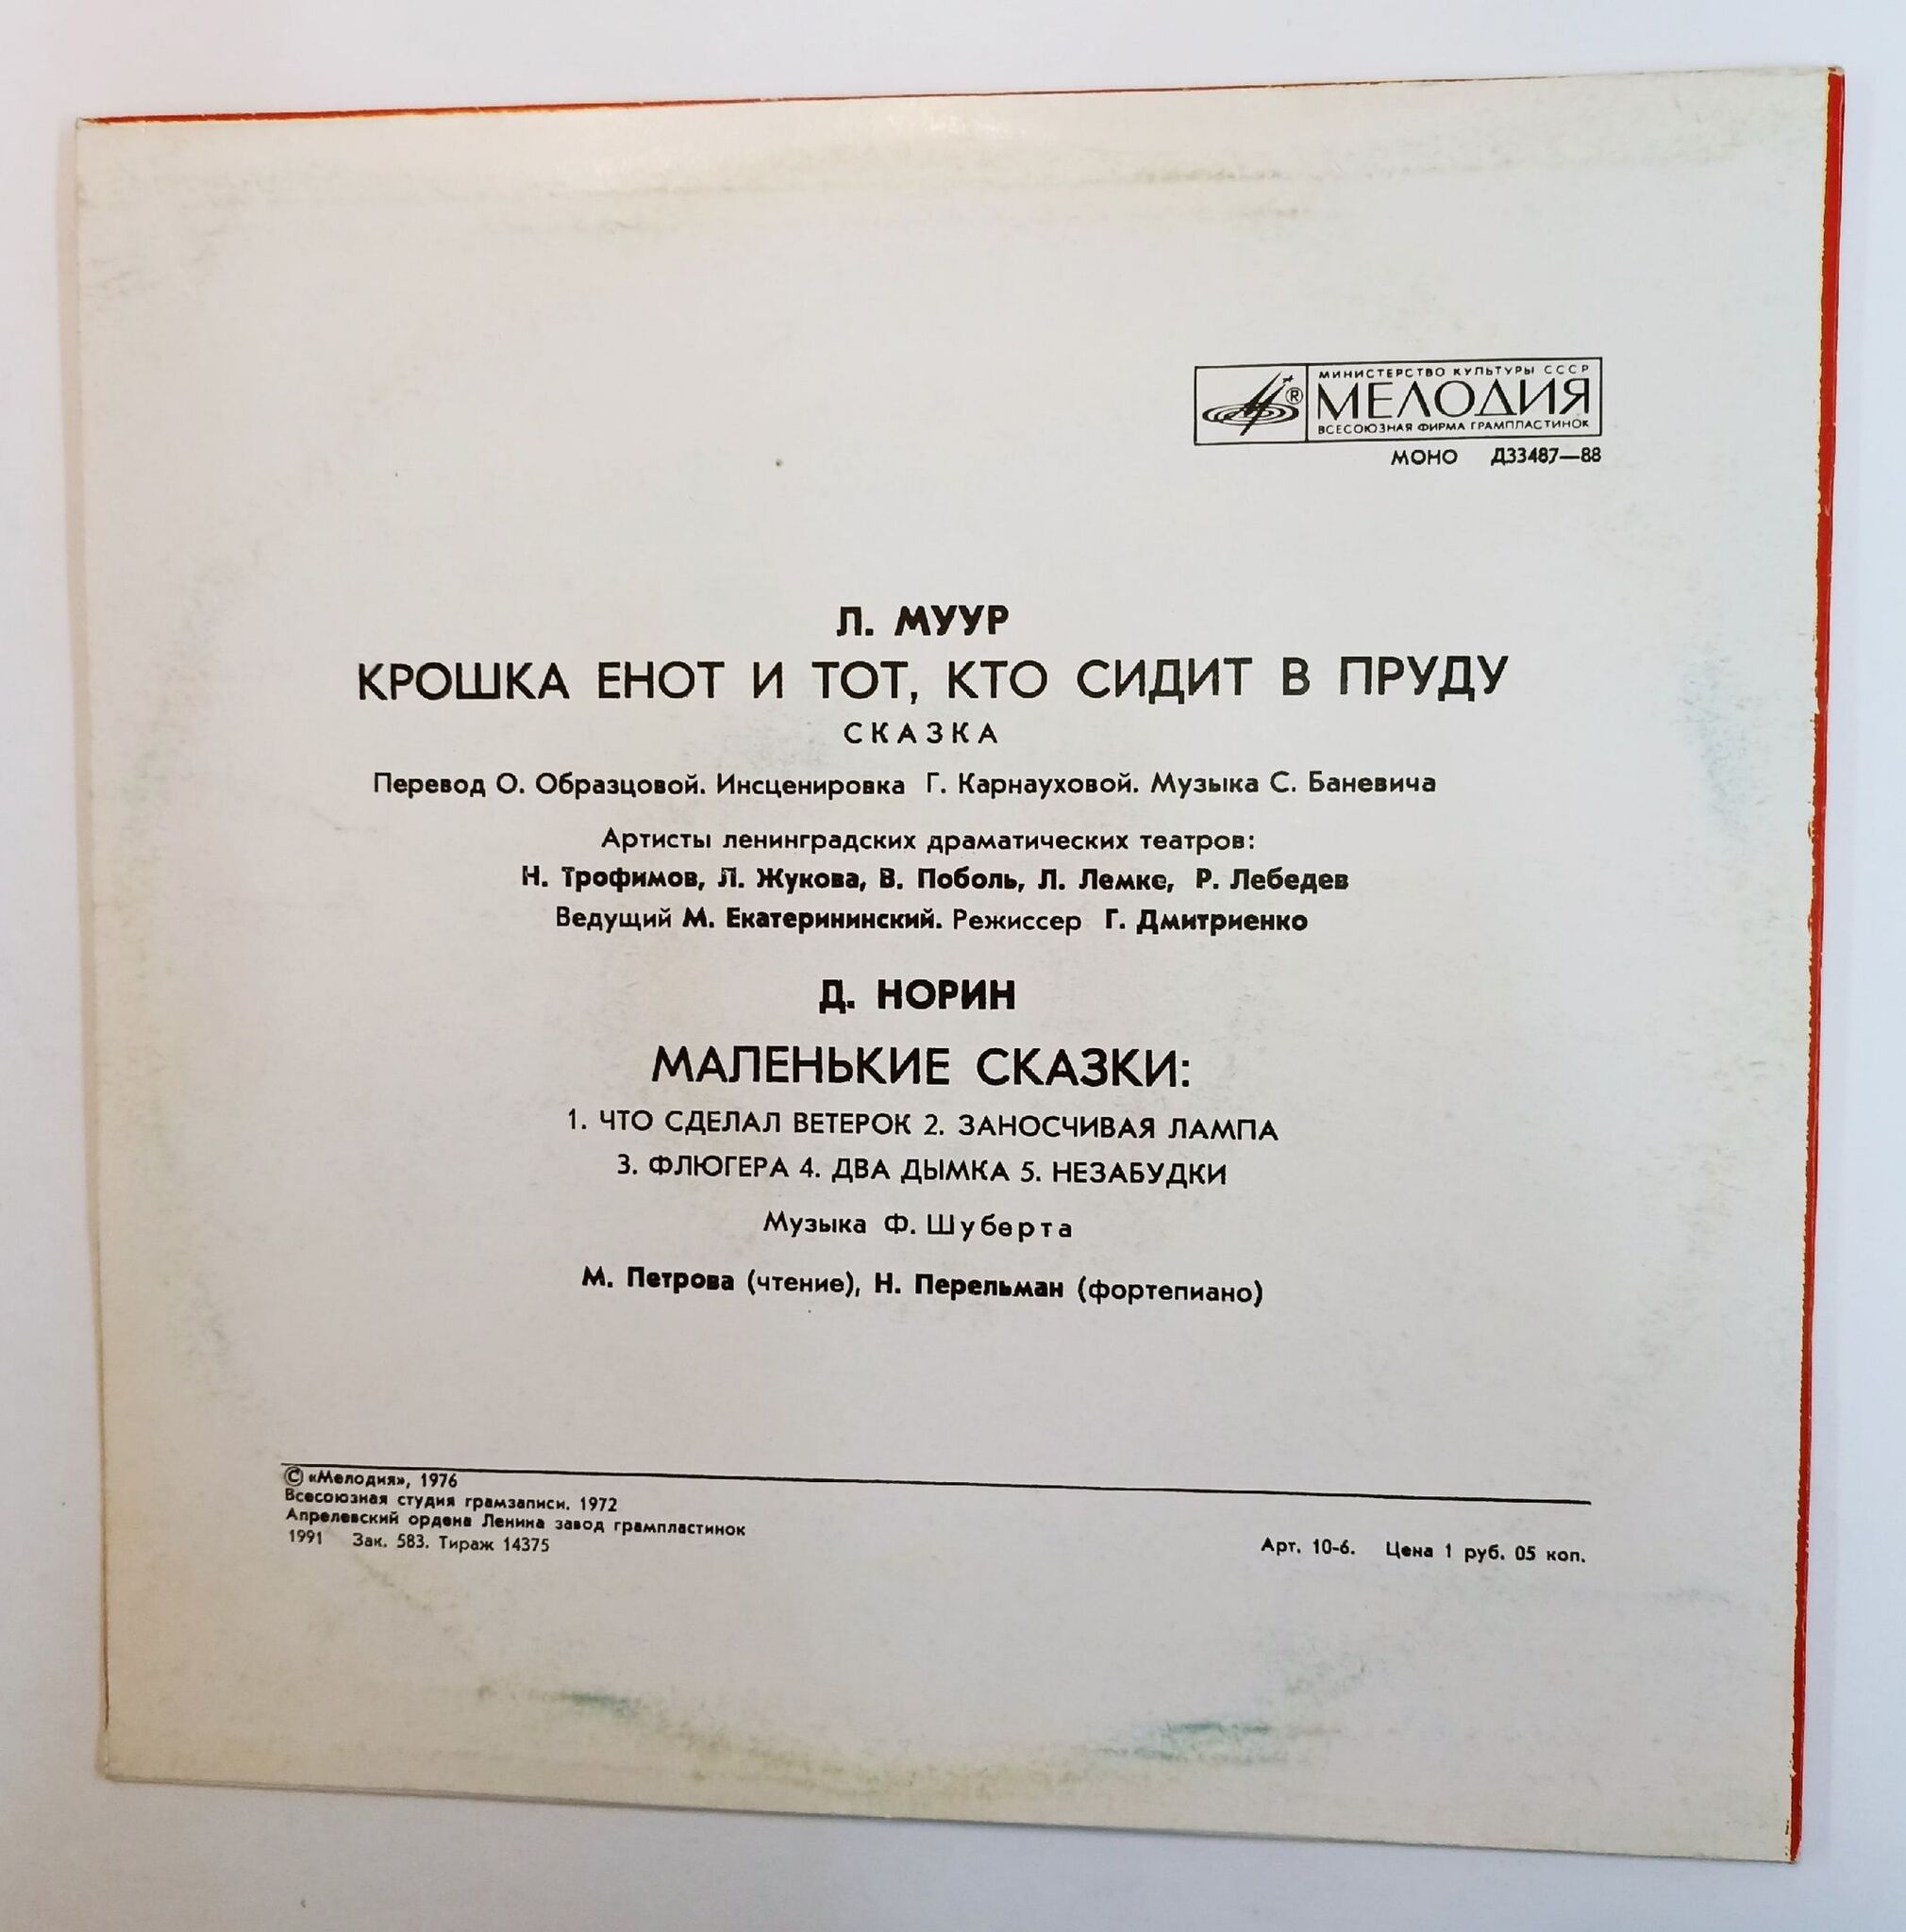 МИНИСТЕРСТВО КУЛЬТУРЫ СССР
МЕЛОДИЯ
®
ВСЕСОЮЗНАЯ ФИРМА ГРАМПЛАСТИНОК
МОНО Д33487—88
Л. МУУР
КРОШКА ЕНОТ И ТОТ, КТО СИДИТ В ПРУДУ
СКАЗКА
Перевод О. Образцовой. Инсценировка Г. Карнауховой. Музыка С. Баневича
Артисты ленинградских драматических театров:
Н. Трофимов, Л. Жукова, В. Поболь, Л. Лемке, Р. Лебедев
Ведущий М. Екатерининский. Режиссер Г. Дмитриенко
Д. НОРИН
МАЛЕНЬКИЕ СКАЗКИ:
1. ЧТО СДЕЛАЛ ВЕТЕРОК 2. ЗАНОСЧИВАЯ ЛАМПА
3. ФЛЮГЕРА 4. ДВА ДЫМКА 5. НЕЗАБУДКИ
Музыка Ф. Шуберта
М. Петрова (чтение), Н. Перельман (фортепиано)
© «Мелодия», 1976
Всесоюзная студия грамзаписи. 1972
Апрелевский ордена Ленина завод грампластинок
1991 Зак. 583. Тираж 14375
Арт. 10-6. Цена 1 руб. 05 коп.